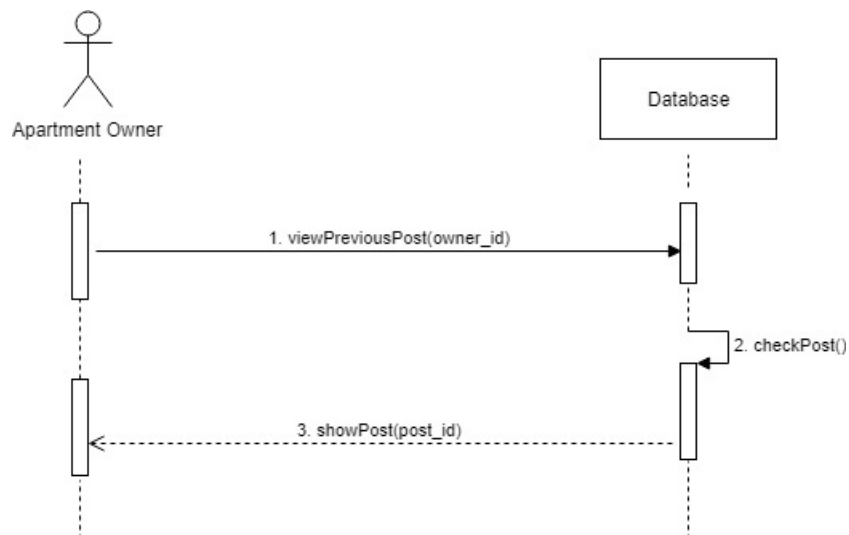 Apartment Owner
Database
1. viewPreviousPost(owner_id)
2. checkPost()
3. showPost(post_id)